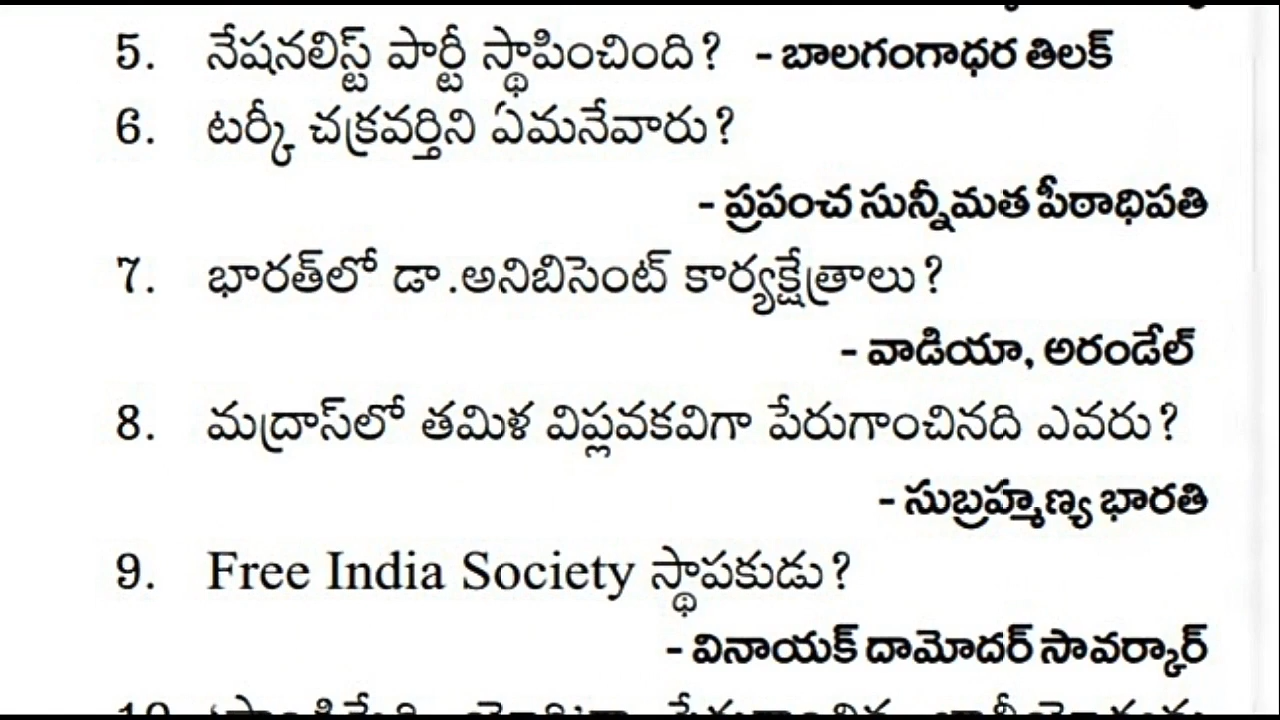 5. నేషనలిస్ట్ పార్టీ స్థాపించింది? - బాలగంగాధర తిలక్
6. టర్కీ చక్రవర్తిని ఏమనేవారు?
- ప్రపంచ సున్నీమత పీఠాధిపతి
7. భారత్‌లో డా.అనిబిసెంట్ కార్యక్షేత్రాలు?
- వాడియా, అరండేల్
8. మద్రాస్‌లో తమిళ విప్లవకవిగా పేరుగాంచినది ఎవరు?
- సుబ్రహ్మణ్య భారతి
9. Free India Society స్థాపకుడు?
- వినాయక్ దామోదర్ సావర్కార్
10.